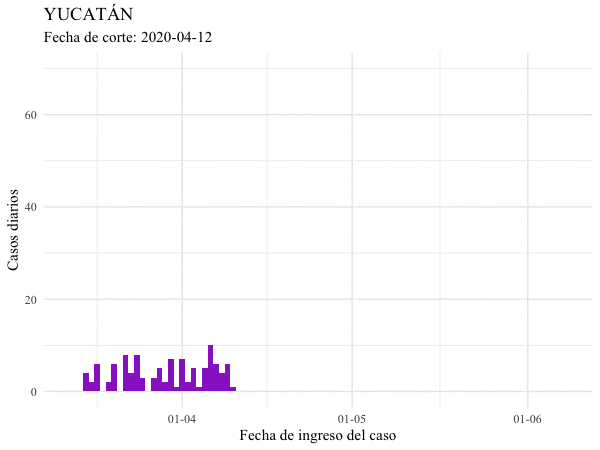 YUCATÁN
Fecha de corte: 2020-04-12
Casos diarios
60
40
20
0
01-04
01-05
01-06
Fecha de ingreso del caso